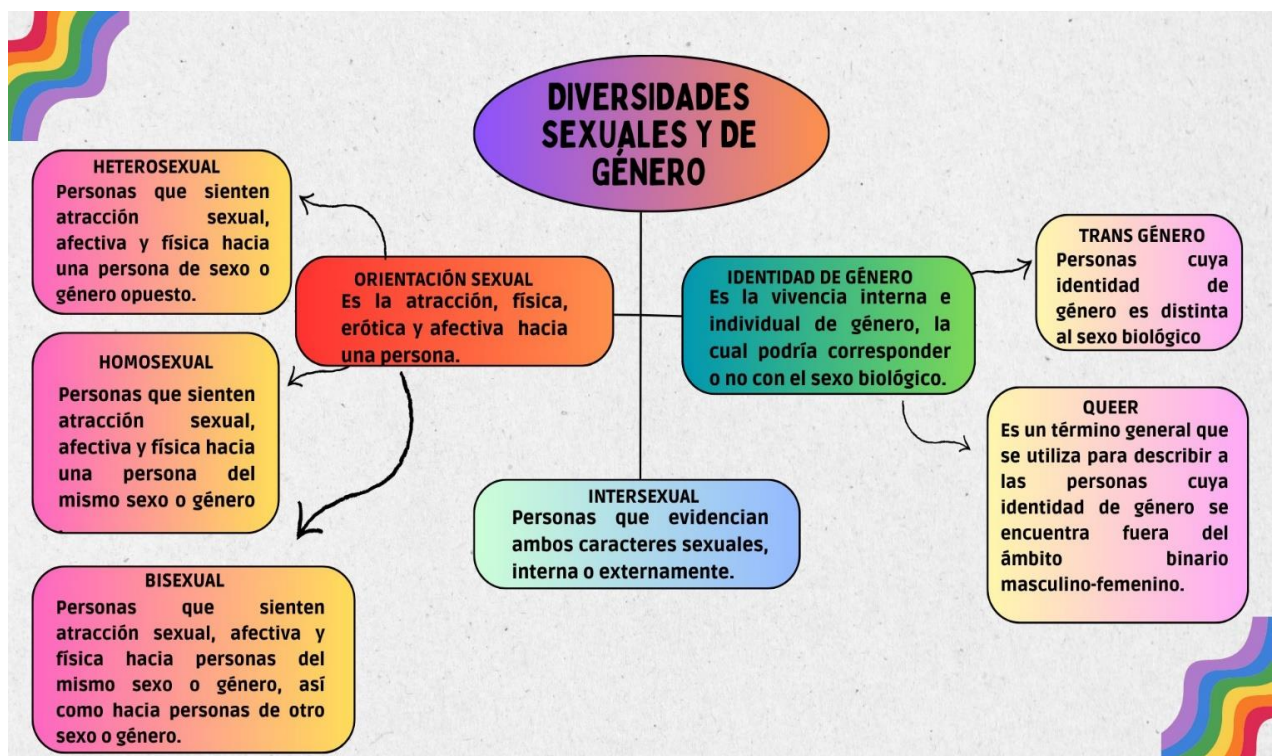 DIVERSIDADES
SEXUALES Y DE
GÉNERO
HETEROSEXUAL
Personas que sienten
atracción sexual,
afectiva y física hacia
una persona de sexo o
género opuesto.
ORIENTACIÓN SEXUAL
Es la atracción, física,
erótica y afectiva hacia
una persona.
HOMOSEXUAL
Personas que sienten
atracción sexual,
afectiva y física hacia
una persona del
mismo sexo o género
.
BISEXUAL
Personas que sienten
atracción sexual, afectiva y
física hacia personas del
mismo sexo o género, así
como hacia personas de otro
sexo o género.
INTERSEXUAL
Personas que evidencian
ambos caracteres sexuales,
interna o externamente.
IDENTIDAD DE GÉNERO
Es la vivencia interna e
individual de género, la
cual podría corresponder
o no con el sexo biológico.
TRANS GÉNERO
Personas cuya
identidad de
género es distinta
al sexo biológico
QUEER
Es un término general que
se utiliza para describir a
las personas cuya
identidad de género se
encuentra fuera del
ámbito binario
masculino-femenino.